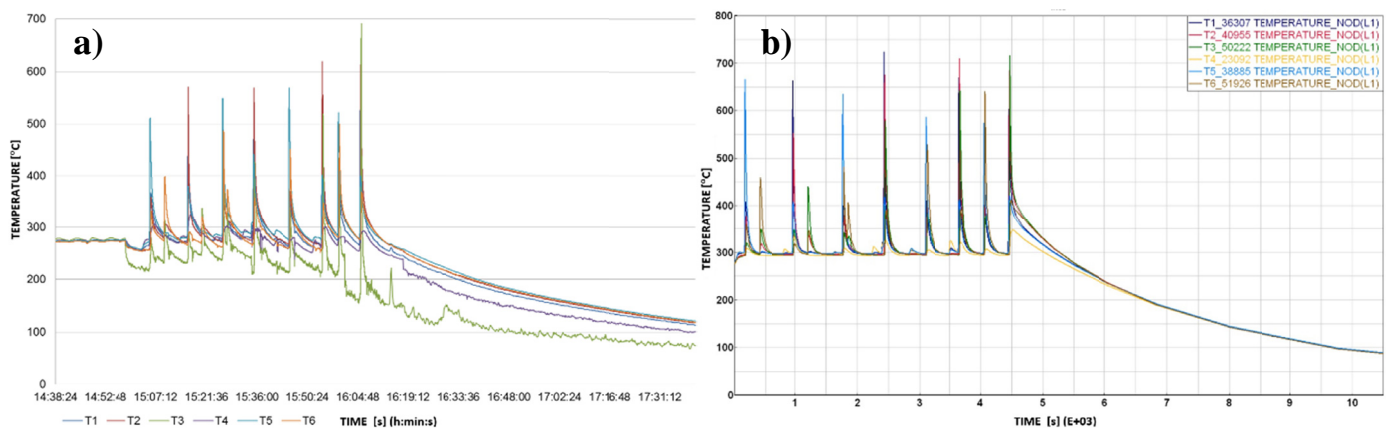 a)
TEMPERATURE [°C]
700
600
500
400
300
200
100
0
14:38:24 14:52:48 15:07:12 15:21:36 15:36:00 15:50:24 16:04:48 16:19:12 16:33:36 16:48:00 17:02:24 17:16:48 17:31:12
T1 T2 T3 T4 T5 T6 TIME [s] (h:min:s)
b)
TEMPERATURE [°C]
800
700
600
500
400
300
200
100
0
T1_36307 TEMPERATURE_NOD(L1)
T2_40955 TEMPERATURE_NOD(L1)
T3_50222 TEMPERATURE_NOD(L1)
T4_23092 TEMPERATURE_NOD(L1)
T5_38885 TEMPERATURE_NOD(L1)
T6_51926 TEMPERATURE_NOD(L1)
1 2 3 4 5 6 7 8 9 10
TIME [s] (E+03)